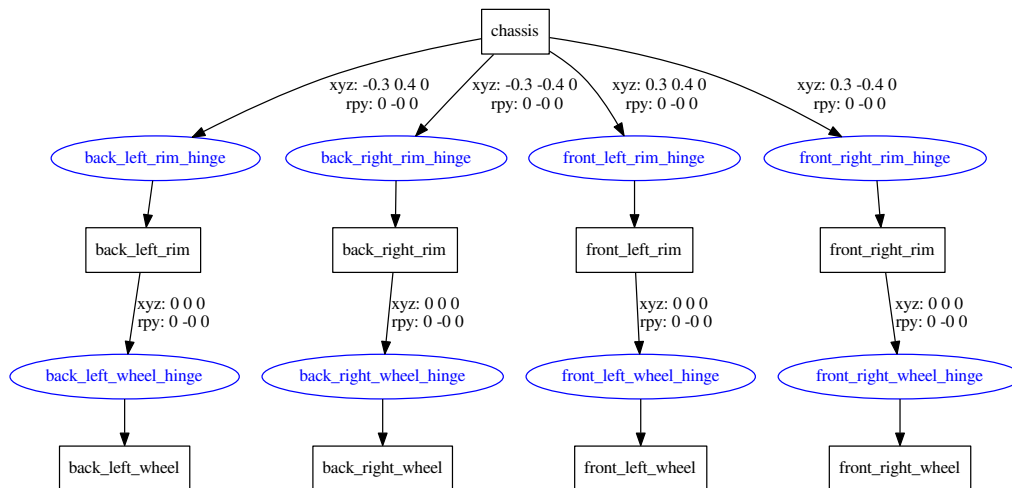 chassis
xyz: -0.3 0.4 0
rpy: 0 -0 0
xyz: -0.3 -0.4 0
rpy: 0 -0 0
xyz: 0.3 0.4 0
rpy: 0 -0 0
xyz: 0.3 -0.4 0
rpy: 0 -0 0
back_left_rim_hinge
back_right_rim_hinge
front_left_rim_hinge
front_right_rim_hinge
back_left_rim
back_right_rim
front_left_rim
front_right_rim
xyz: 0 0 0
rpy: 0 -0 0
xyz: 0 0 0
rpy: 0 -0 0
xyz: 0 0 0
rpy: 0 -0 0
xyz: 0 0 0
rpy: 0 -0 0
back_left_wheel_hinge
back_right_wheel_hinge
front_left_wheel_hinge
front_right_wheel_hinge
back_left_wheel
back_right_wheel
front_left_wheel
front_right_wheel